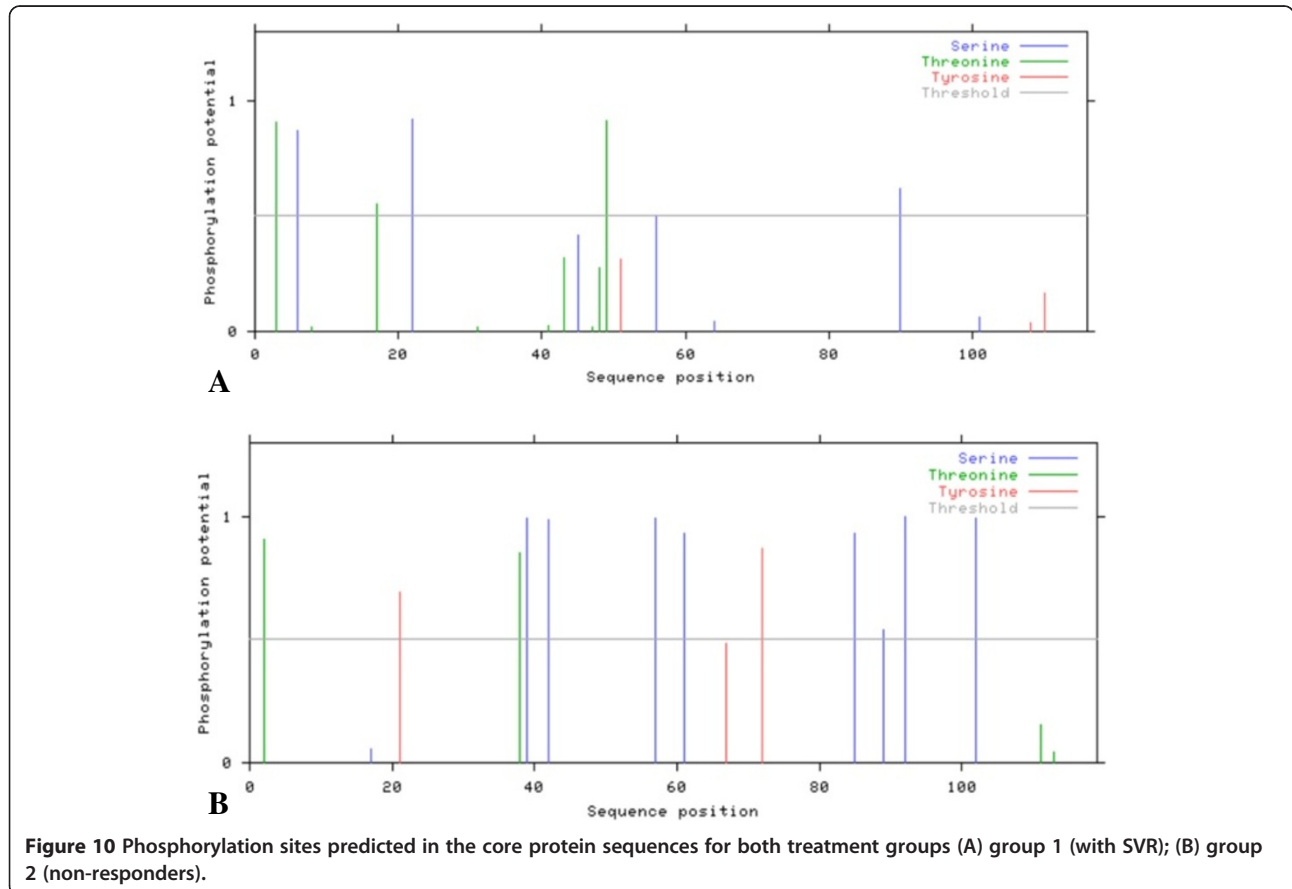 Serine
Threonine
Tyrosine
Threshold
Phosphorylation potential
1
0
0 20 40 60 80 100
Sequence position
A
Serine
Threonine
Tyrosine
Threshold
Phosphorylation potential
1
0
0 20 40 60 80 100
Sequence position
B
Figure 10 Phosphorylation sites predicted in the core protein sequences for both treatment groups (A) group 1 (with SVR); (B) group
2 (non-responders).